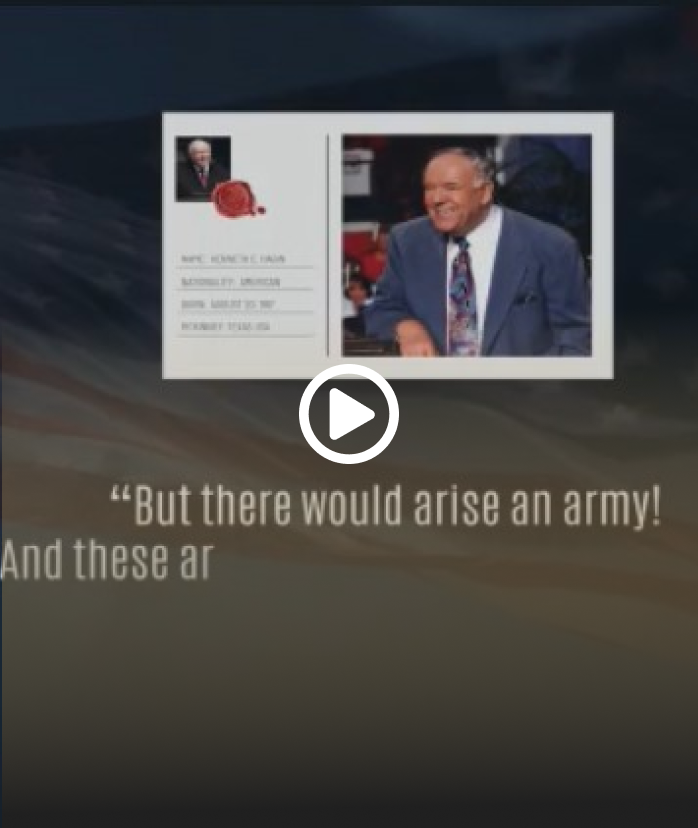 NAME: KENNETH E HAGIN
NATIONALITY: AMERICAN
BORN: AUGUST 20, 1917
MCKINNEY TEXAS USA
“But there would arise an army!
And these ar